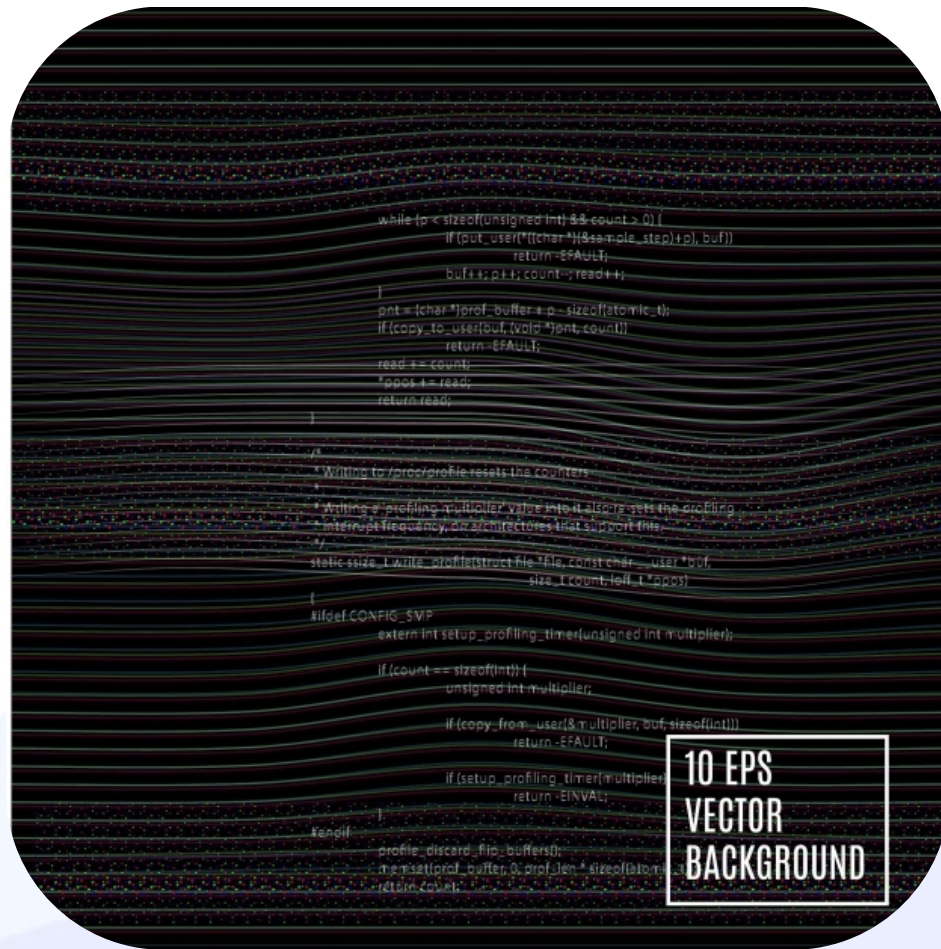 while (p < sizeof(unsigned int) && count > 0) {
if (put_user(*((char *)(&sample_step)+p), buf))
return -EFAULT;
buf++; p++; count--; read++;
}
pnt = (char *)prof_buffer + p - sizeof(atomic_t);
if (copy_to_user(buf, (void *)pnt, count))
return -EFAULT;
read += count;
*ppos += read;
return read;
}
/*
* Writing to /proc/profile resets the counters
*
* Writing a 'profiling multiplier' value into it also re-sets the profiling
* interrupt frequency, on architectures that support this.
*/
static ssize_t write_profile(struct file *file, const char __user *buf,
size_t count, loff_t *ppos)
{
#ifdef CONFIG_SMP
extern int setup_profiling_timer(unsigned int multiplier);
if (count == sizeof(int)) {
unsigned int multiplier;
if (copy_from_user(&multiplier, buf, sizeof(int)))
return -EFAULT;
if (setup_profiling_timer(multiplier)
return -EINVAL;
}
#endif
profile_discard_flip_buffers();
memset(prof_buffer, 0, prof_len * sizeof(atomic_t
return count;
10 EPS
VECTOR
BACKGROUND